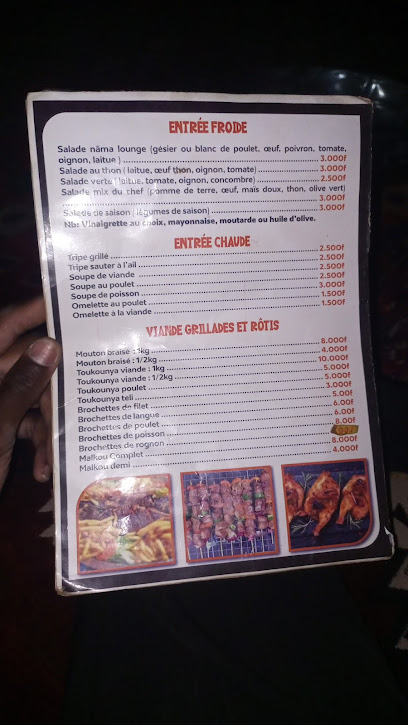 ENTRÉE FROIDE
Salade näma lounge (gésier ou blanc de poulet, œuf, poivron, tomate,
oignon, laitue ) 3.000f
Salade au thon ( laitue, œuf thon, oignon, tomate) 3.000f
Salade verte ( laitue, tomate, oignon, concombre) 2.500f
Salade mix du chef (pomme de terre, œuf, maïs doux, thon, olive vert)
3.000f
Salade de saison ( légumes de saison) 3.000f
Nb: Vinaigrette au choix, mayonnaise, moutarde ou huile d'olive.
ENTRÉE CHAUDE
Tripe grillé 2.500f
Tripe sauter à l'ail 2.500f
Soupe de viande 2.500f
Soupe au poulet 2.500f
Soupe de poisson 3.000f
Omelette au poulet 1.500f
Omelette à la viande 1.500f
VIANDE GRILLADES ET RÔTIS
Mouton braisé : 1kg 8.000f
Mouton braisé : 1/2kg 4.000f
Toukounya viande : 1kg 10.000f
Toukounya viande : 1/2kg 5.000f
Toukounya poulet 5.000f
Toukounya teli 3.000f
Brochettes de filet 5.00f
Brochettes de langue 6.00f
Brochettes de poulet 6.00f
Brochettes de poisson 8.00f
Brochettes de rognon
Malkou Complet 8.000f
Malkou demi 4.000f